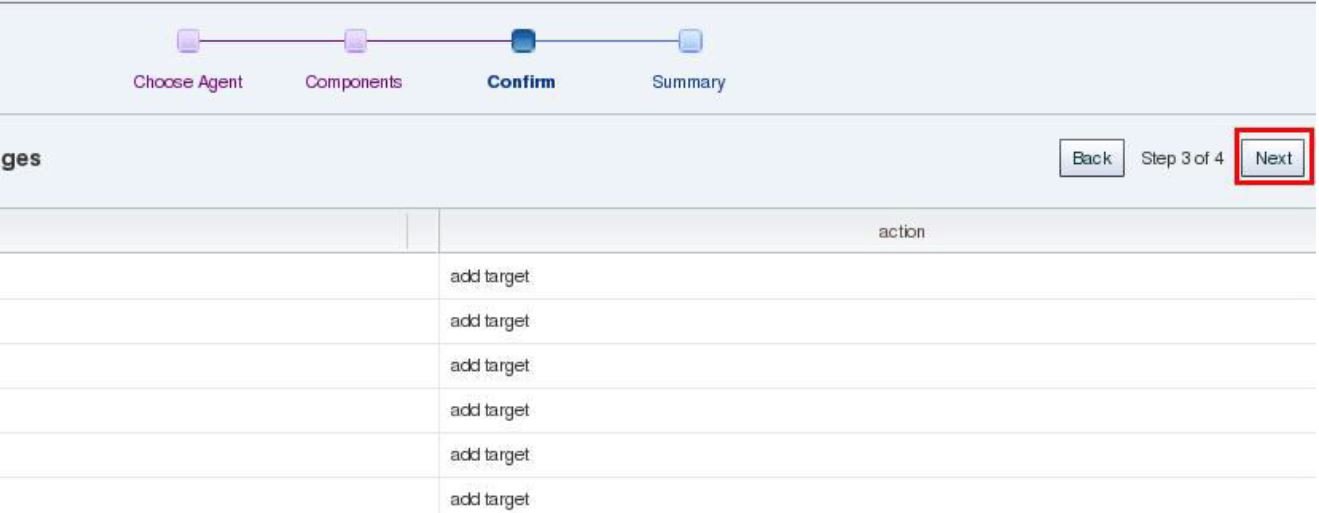 Choose Agent Components Confirm Summary
ges Back Step 3 of 4 Next
action
add target
add target
add target
add target
add target
add target